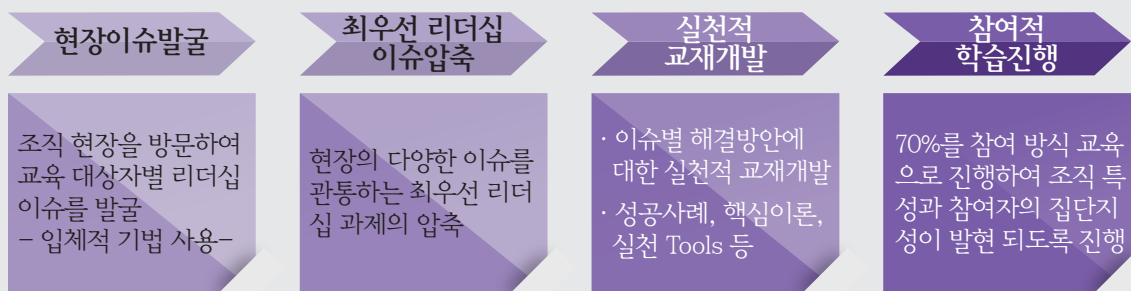 현장이슈발굴
조직 현장을 방문하여
교육 대상자별 리더십
이슈를 발굴
- 입체적 기법 사용-
최우선 리더십
이슈압축
현장의 다양한 이슈를
관통하는 최우선 리더
십 과제의 압축
실천적
교재개발
· 이슈별 해결방안에
대한 실천적 교재개발
· 성공사례, 핵심이론,
실천 Tools 등
참여적
학습진행
70%를 참여 방식 교육
으로 진행하여 조직 특
성과 참여자의 집단지
성이 발현 되도록 진행